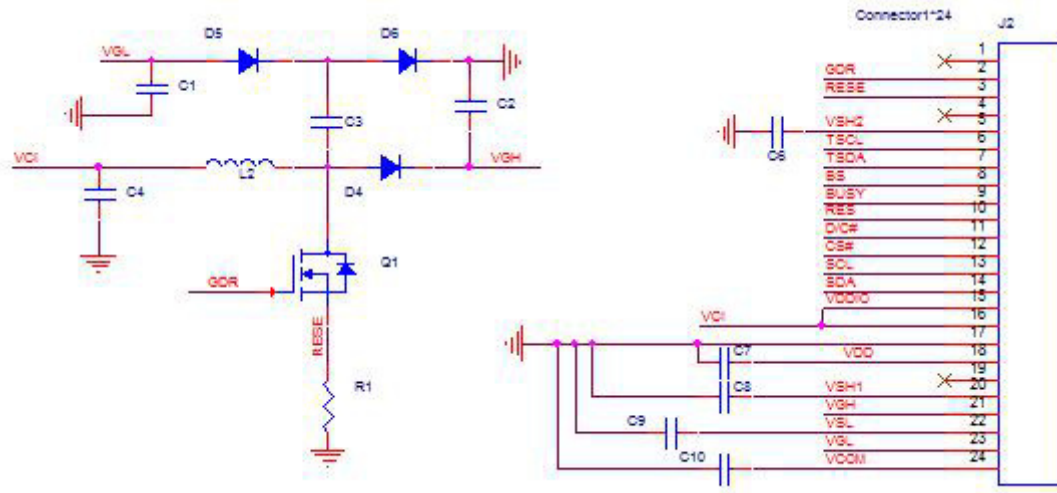 Connector1*24
J2
D5
D6
VGL
C1
C2
C3
VCI
L2
D4
VGH
C4
Q1
GDR
RESE
R1
1
2
GDR
3
RESE
4
5
VSH2
6
C6
TSCL
7
TSDA
8
BS
9
BUSY
10
RES
11
D/C#
12
CS#
13
SCL
14
SDA
15
VDDIO
16
VCI
17
18
C7
VDD
19
20
C8
VSH1
21
VGH
22
C9
VSL
23
VGL
24
C10
VCOM